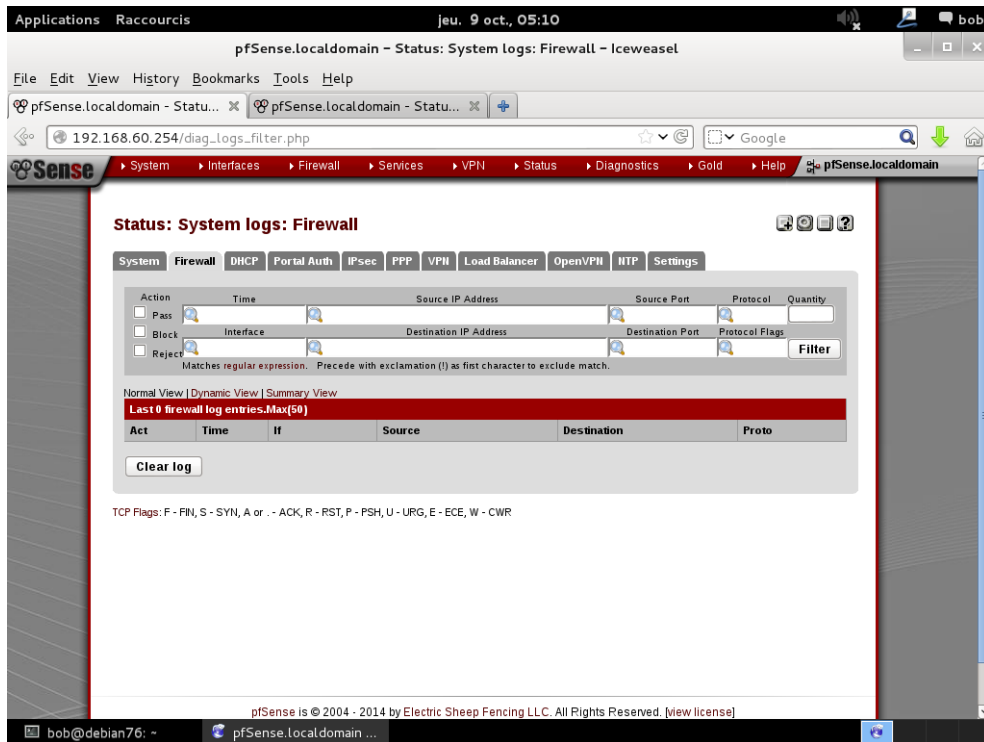 Applications Raccourcis jeu. 9 oct., 05:10 bob
pfSense.localdomain - Status: System logs: Firewall - Iceweasel
File Edit View History Bookmarks Tools Help
pfSense.localdomain - Statu... pfSense.localdomain - Statu...
192.168.60.254/diag_logs_filter.php Google
Sense System Interfaces Firewall Services VPN Status Diagnostics Gold Help pfSense.localdomain
Status: System logs: Firewall
System Firewall DHCP Portal Auth IPsec PPP VPN Load Balancer OpenVPN NTP Settings
Action Time Source IP Address Source Port Protocol Quantity
Pass
Block Interface Destination IP Address Destination Port Protocol Flags
Reject Filter
Matches regular expression. Precede with exclamation (!) as first character to exclude match.
Normal View | Dynamic View | Summary View
Last 0 firewall log entries.Max(50)
Act Time If Source Destination Proto
Clear log
TCP Flags: F - FIN, S - SYN, A or . - ACK, R - RST, P - PSH, U - URG, E - ECE, W - CWR
pfSense is © 2004 - 2014 by Electric Sheep Fencing LLC. All Rights Reserved. [view license]
bob@debian76: ~ pfSense.localdomain ...